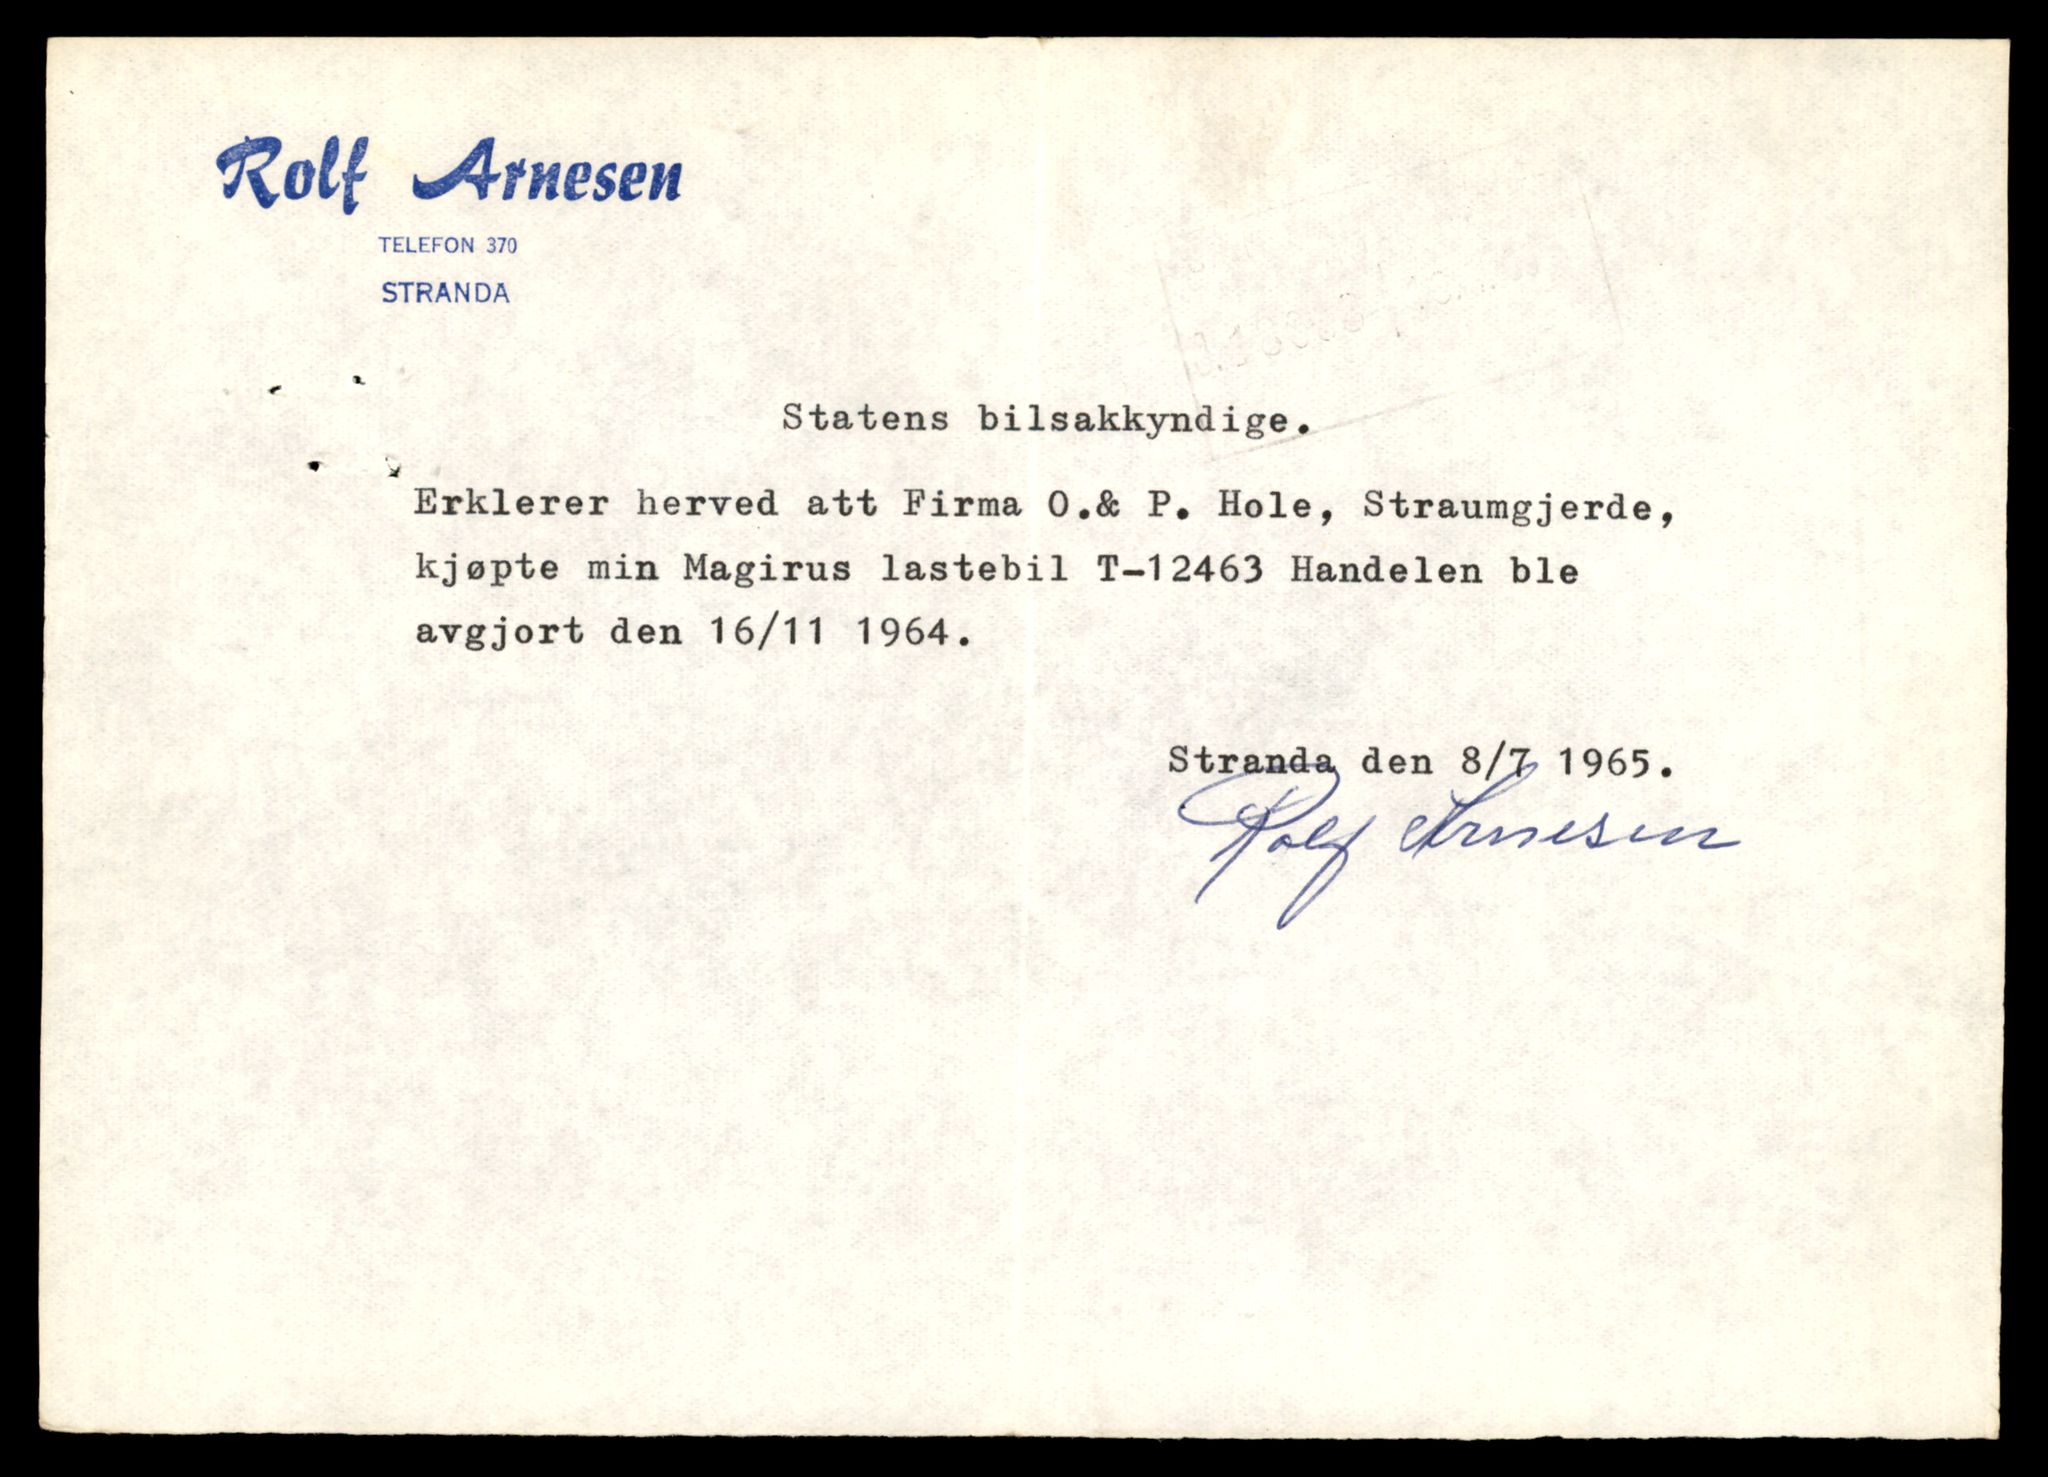 Rolf Arnesen
TELEFON 370
STRANDA
Statens bilsakkyndige.
Erklerer herved att Firma O.& P. Hole, Straumgjerde,
kjøpte min Magirus lastebil T-12463 Handelen ble
avgjort den 16/11 1964.
Stranda den 8/7 1965.
Rolf Arnesen